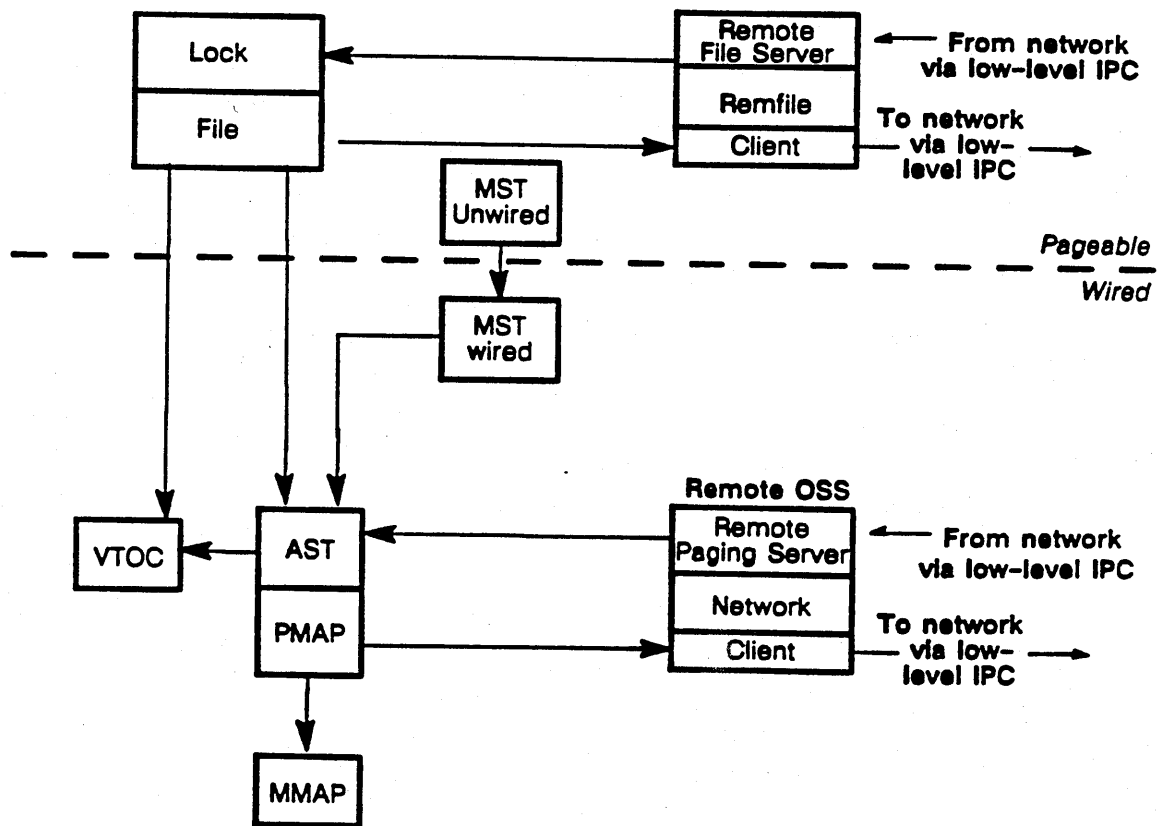 Lock
File
Remote
File Server
Remfile
Client
From network
via low-level IPC
To network
via low-
level IPC
MST
Unwired
Pageable
Wired
MST
wired
VTOC
AST
PMAP
MMAP
Remote OSS
Remote
Paging Server
Network
Client
From network
via low-level IPC
To network
via low-
level IPC